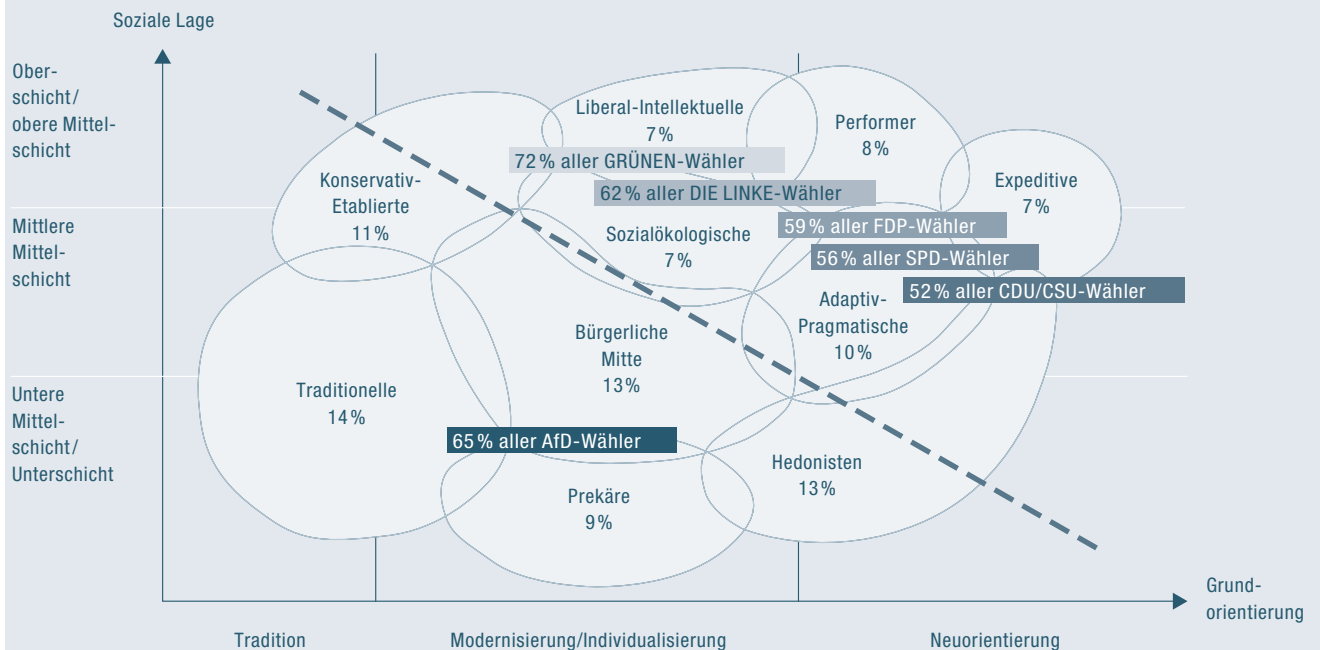 Soziale Lage
Ober-
schicht/
obere Mittel-
schicht
Mittlere
Mittel-
schicht
Untere
Mittel-
schicht/
Unterschicht
Liberal-Intellektuelle
7%
Performer
8%
72% aller GRÜNEN-Wähler
62% aller DIE LINKE-Wähler
Konservativ-
Etablierte
11%
Expeditive
7%
59% aller FDP-Wähler
Sozialökologische
7%
56% aller SPD-Wähler
52% aller CDU/CSU-Wähler
Adaptiv-
Pragmatische
10%
Bürgerliche
Mitte
13%
Traditionelle
14%
65% aller AfD-Wähler
Hedonisten
13%
Prekäre
9%
Grund-
orientierung
Tradition
Modernisierung/Individualisierung
Neuorientierung